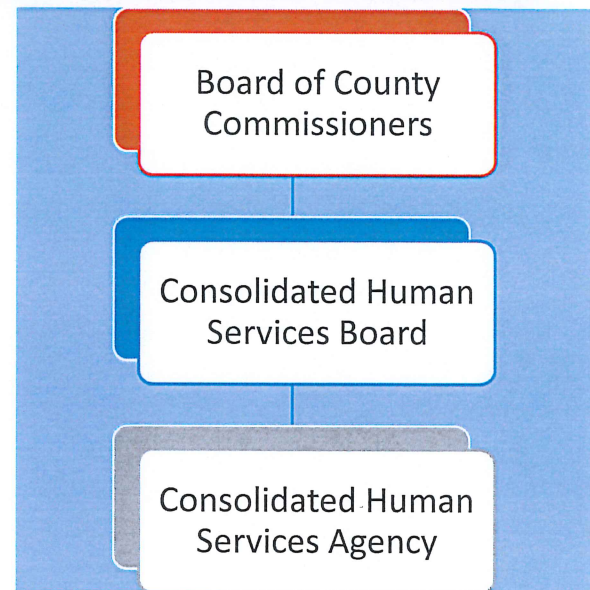 Board of County
Commissioners
Consolidated Human
Services Board
Consolidated Human
Services Agency